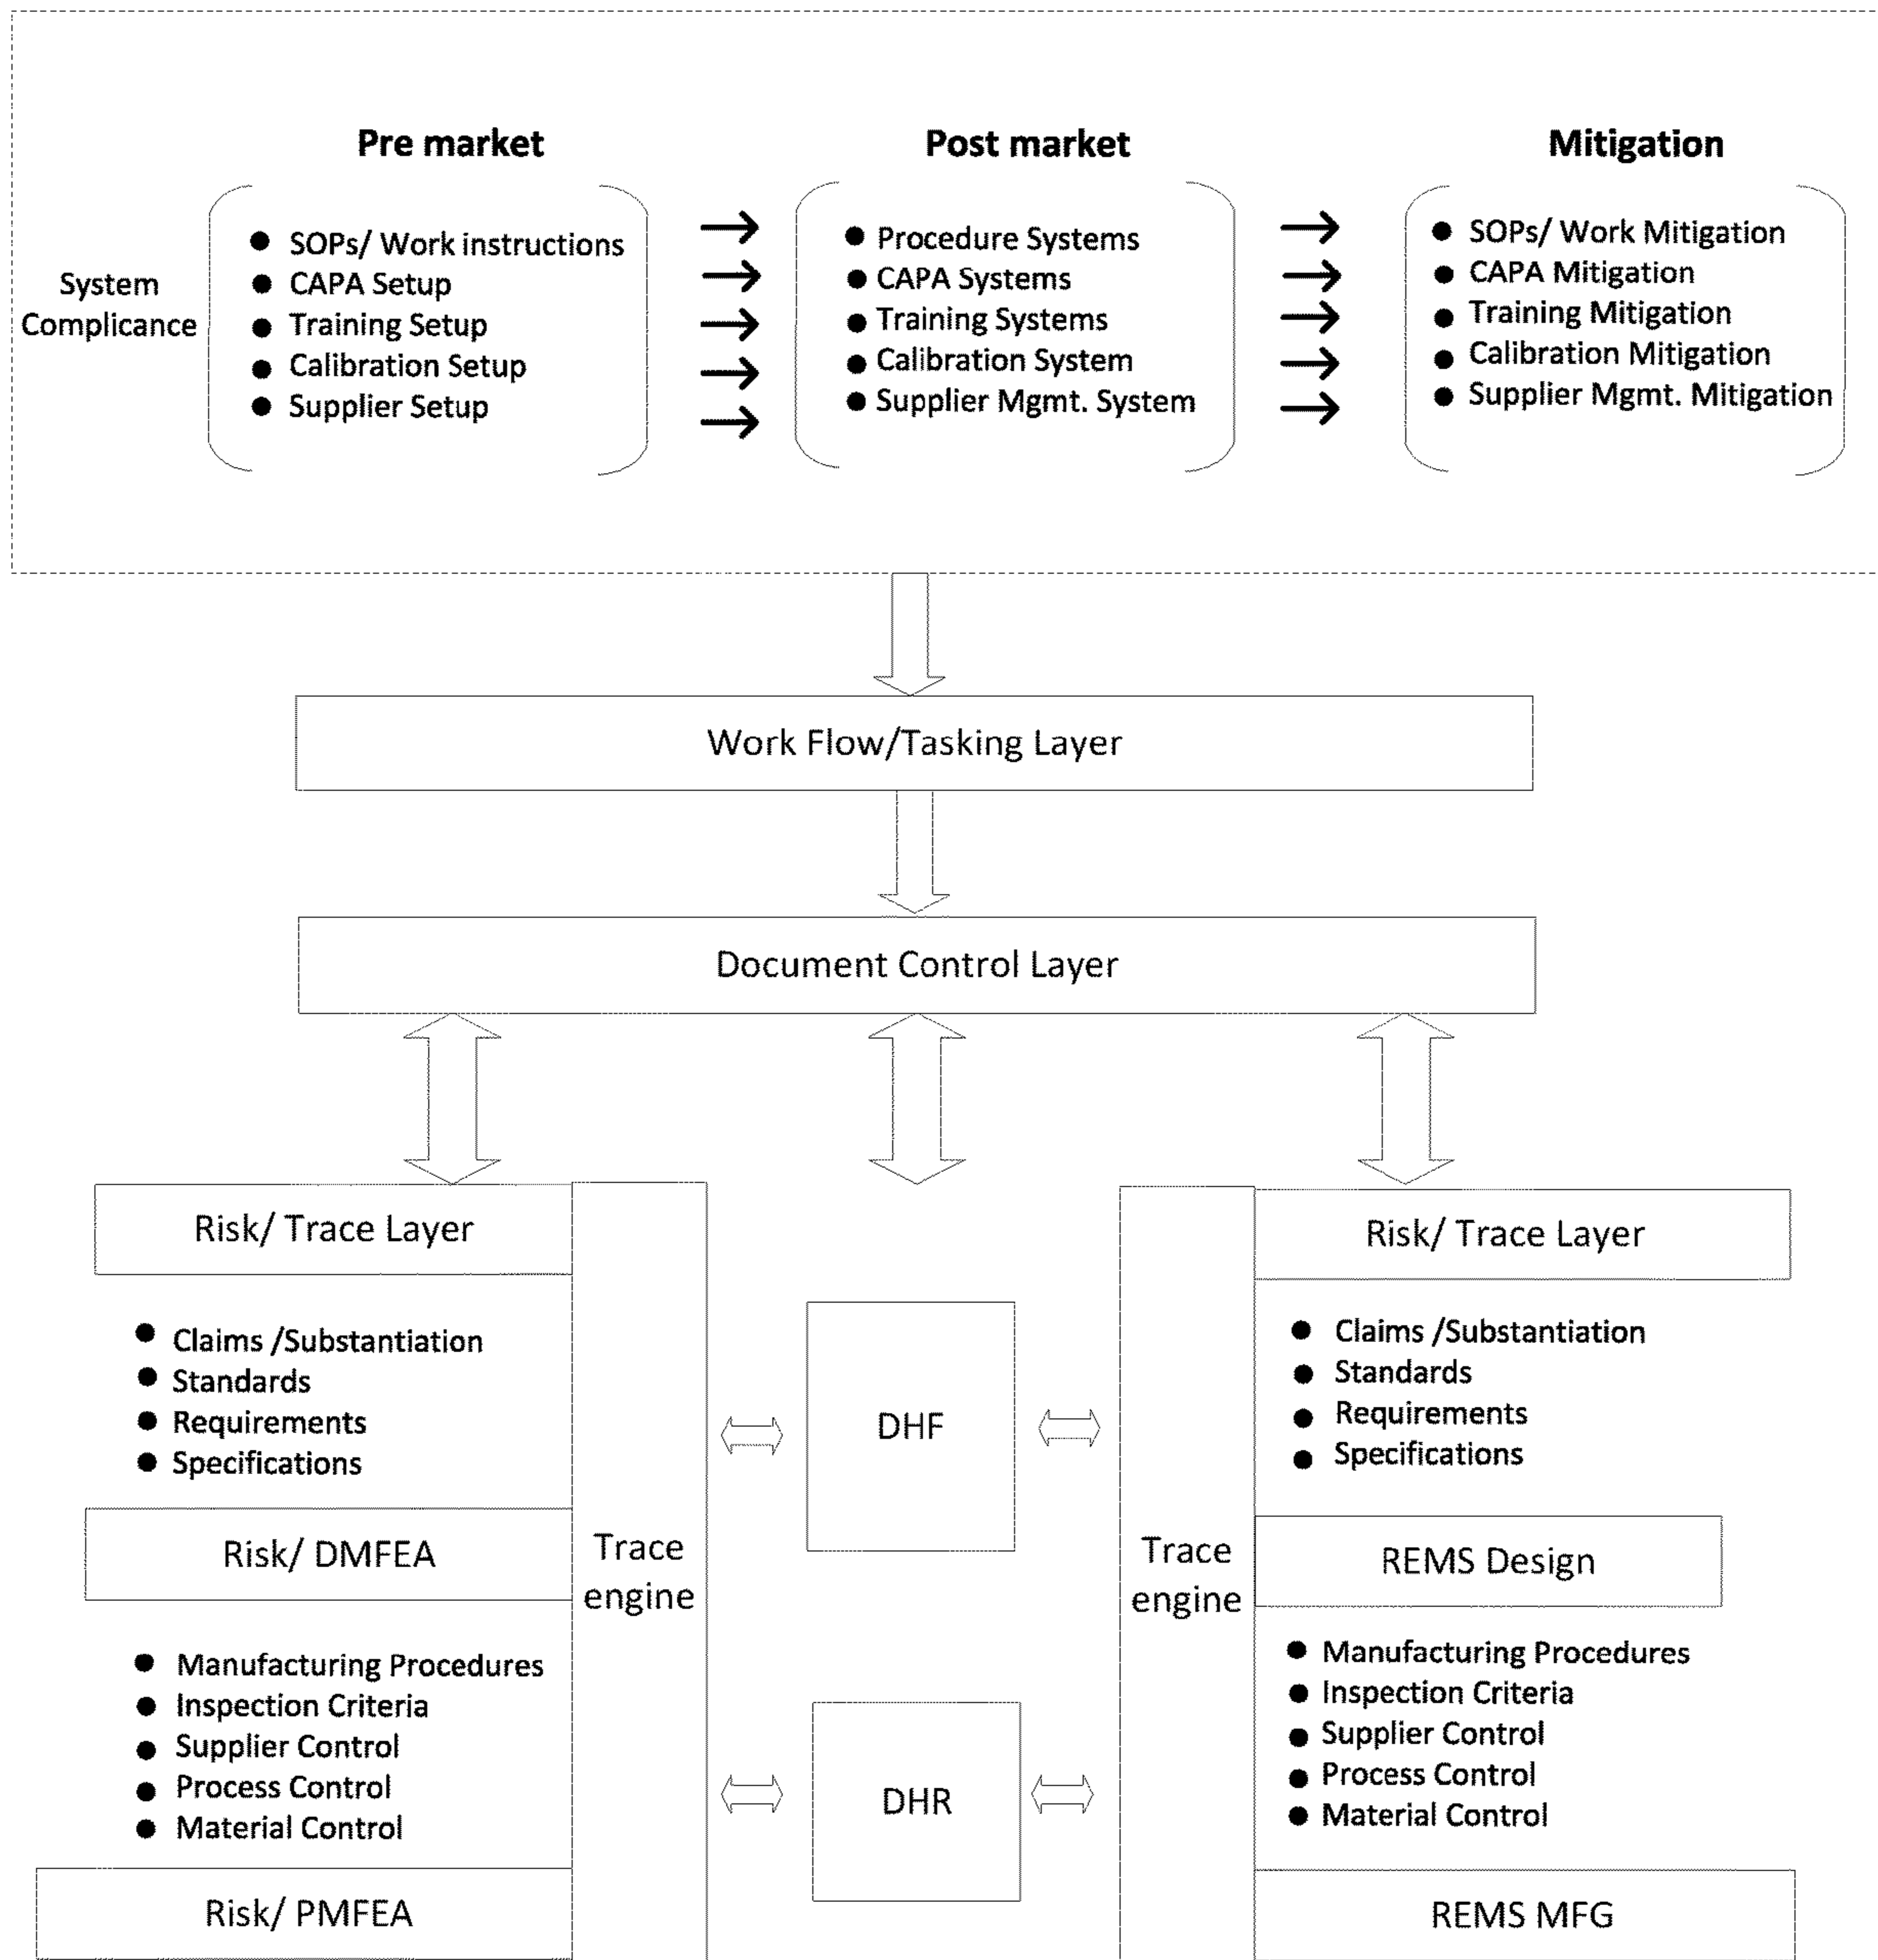 Pre market
Post market
Mitigation
System
Complicance
● SOPs/ Work instructions
● CAPA Setup
● Training Setup
● Calibration Setup
● Supplier Setup
● Procedure Systems
● CAPA Systems
● Training Systems
● Calibration System
● Supplier Mgmt. System
● SOPs/ Work Mitigation
● CAPA Mitigation
● Training Mitigation
● Calibration Mitigation
● Supplier Mgmt. Mitigation
Work Flow/Tasking Layer
Document Control Layer
Risk/ Trace Layer
● Claims /Substantiation
● Standards
● Requirements
● Specifications
Risk/ DMFEA
● Manufacturing Procedures
● Inspection Criteria
● Supplier Control
● Process Control
● Material Control
Risk/ PMFEA
Trace
engine
DHF
DHR
Trace
engine
Risk/ Trace Layer
● Claims /Substantiation
● Standards
● Requirements
● Specifications
REMS Design
● Manufacturing Procedures
● Inspection Criteria
● Supplier Control
● Process Control
● Material Control
REMS MFG